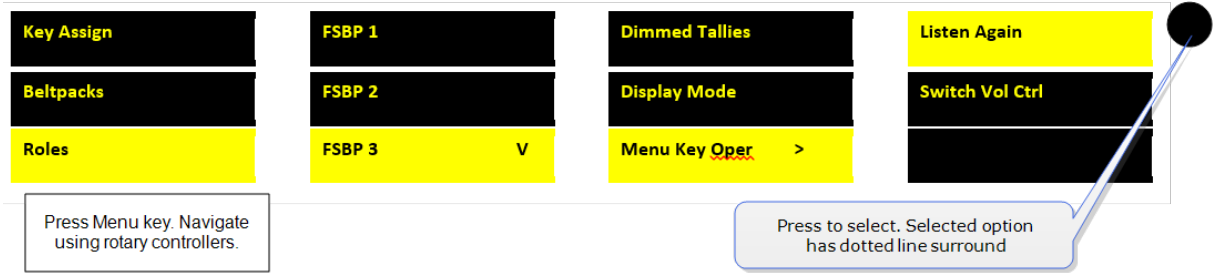 Key Assign
FSBP 1
Dimmed Tallies
Listen Again
Beltpacks
FSBP 2
Display Mode
Switch Vol Ctrl
Roles
FSBP 3 V
Menu Key Oper >
Press Menu key. Navigate
using rotary controllers.
Press to select. Selected option
has dotted line surround